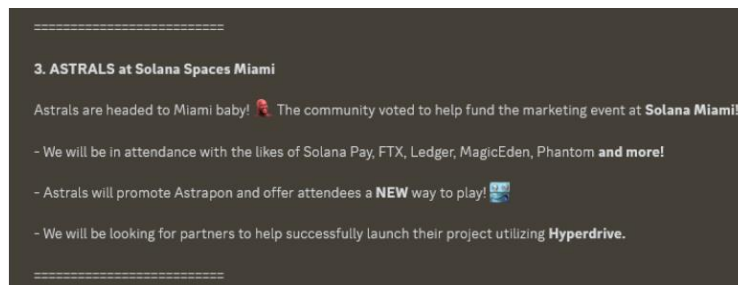 ==========================
3. ASTRALS at Solana Spaces Miami
Astrals are headed to Miami baby! The community voted to help fund the marketing event at Solana Miami!
- We will be in attendance with the likes of Solana Pay, FTX, Ledger, MagicEden, Phantom and more!
- Astrals will promote Astrapon and offer attendees a NEW way to play!
- We will be looking for partners to help successfully launch their project utilizing Hyperdrive.
==========================